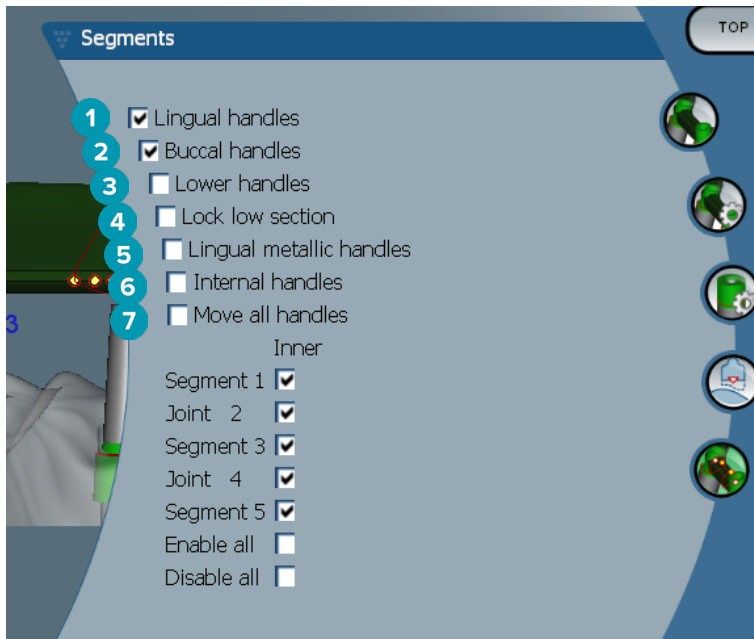 Segments
TOP
1 Lingual handles
2 Buccal handles
3 Lower handles
4 Lock low section
5 Lingual metallic handles
6 Internal handles
7 Move all handles
3
Inner
Segment 1
Joint 2
Segment 3
Joint 4
Segment 5
Enable all
Disable all